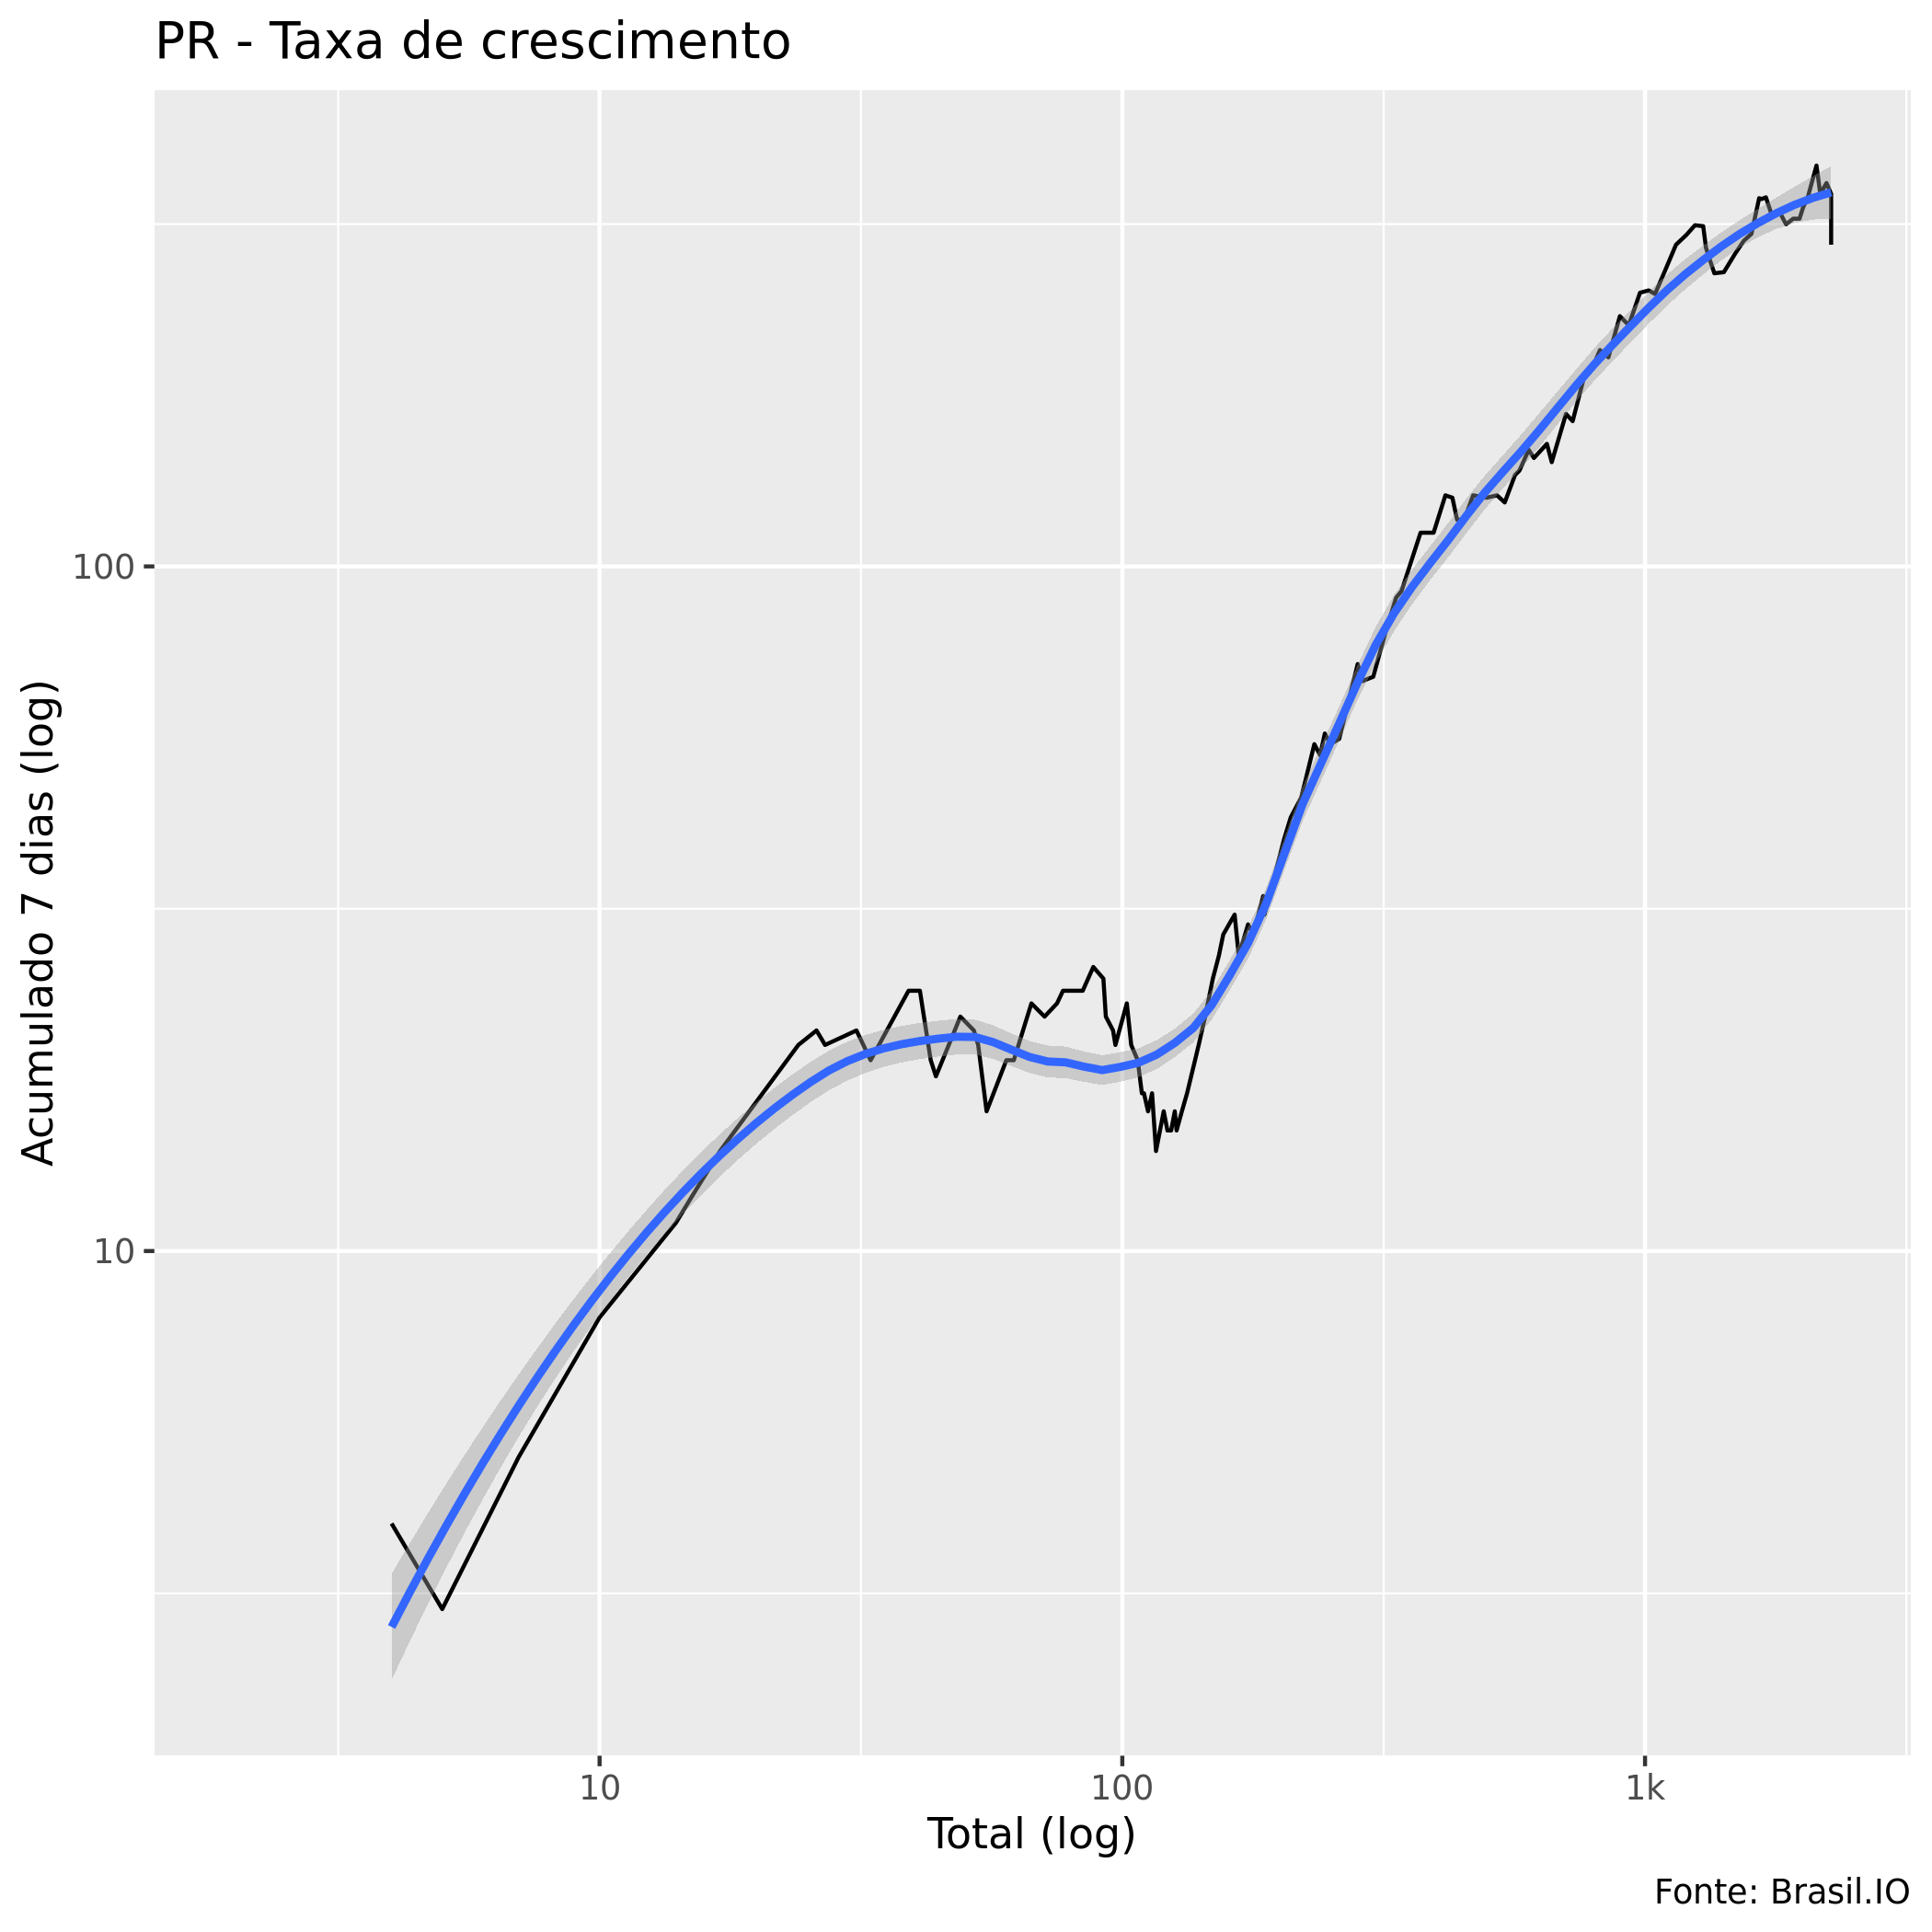 PR - Taxa de crescimento
Acumulado 7 dias (log)
100
10
10
100
1k
Total (log)
Fonte: Brasil.IO